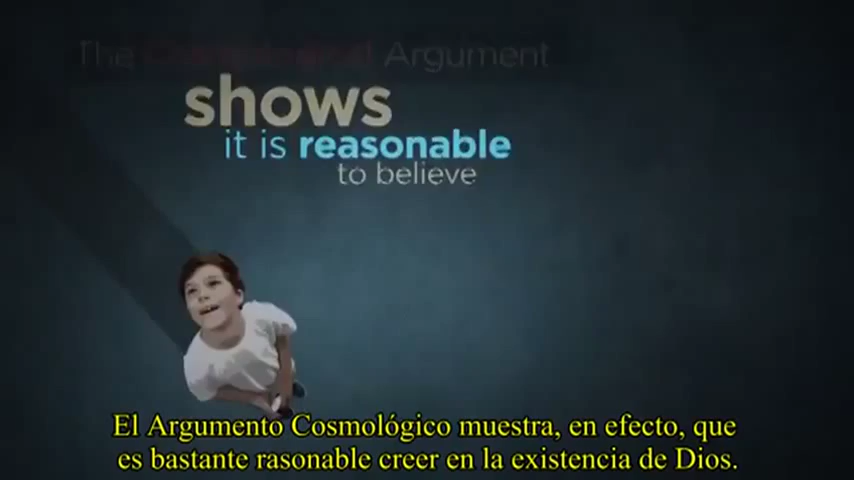 The Cosmological Argument
shows
it is reasonable
to believe
El Argumento Cosmológico muestra, en efecto, que
es bastante rasonable creer en la existencia de Dios.